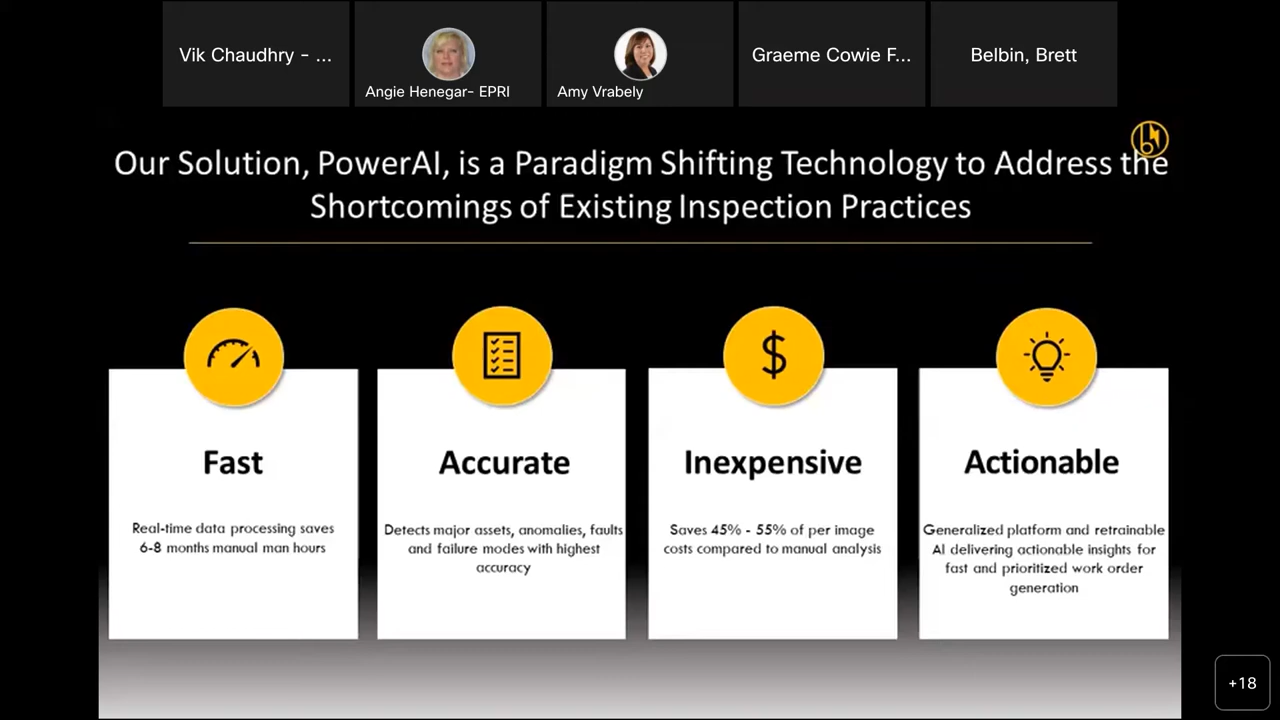 Vik Chaudhry - ...
Angie Henegar- EPRI
Amy Vrabely
Graeme Cowie F...
Belbin, Brett
Our Solution, PowerAI, is a Paradigm Shifting Technology to Address the
Shortcomings of Existing Inspection Practices
Fast
Real-time data processing saves
6-8 months manual man hours
Accurate
Detects major assets, anomalies, faults
and failure modes with highest
accuracy
Inexpensive
Saves 45% - 55% of per image
costs compared to manual analysis
Actionable
Generalized platform and retrainable
AI delivering actionable insights for
fast and prioritized work order
generation
+18